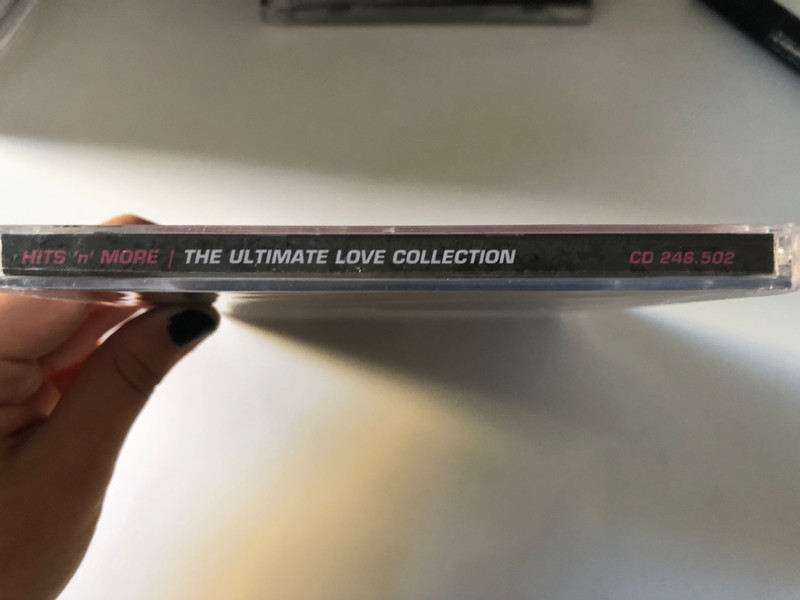 HITS 'n' MORE | THE ULTIMATE LOVE COLLECTION CD 246.502